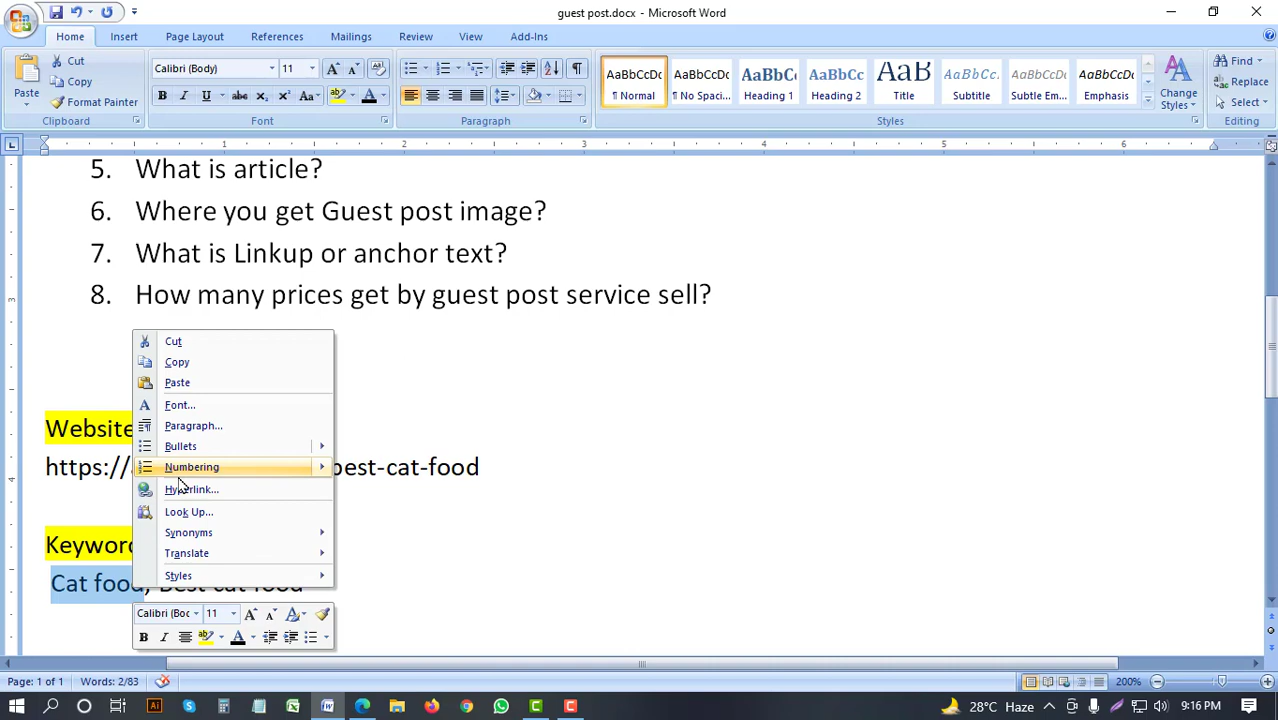 guest post.docx - Microsoft Word
Home Insert Page Layout References Mailings Review View Add-Ins
Paste
Cut
Copy
Format Painter
Clipboard
Calibri (Body) 11
Font
Paragraph
AaBbCcDc
¶ Normal
AaBbCcDc
¶ No Spaci...
AaBbCc
Heading 1
AaBbCc
Heading 2
AaB
Title
AaBbCc.
Subtitle
AaBbCcDc
Subtle Em...
AaBbCcDc
Emphasis
Change
Styles
Styles
Find
Replace
Select
Editing
1 2 3 4 5 6
5. What is article?
6. Where you get Guest post image?
7. What is Linkup or anchor text?
8. How many prices get by guest post service sell?
Website
https:// best-cat-food
Keyword
Cat food, Best cat food
Cut
Copy
Paste
Font...
Paragraph...
Bullets
Numbering
Hyperlink...
Look Up...
Synonyms
Translate
Styles
Calibri (Boc 11
Page: 1 of 1 Words: 2/83
200%
28°C Haze
9:16 PM